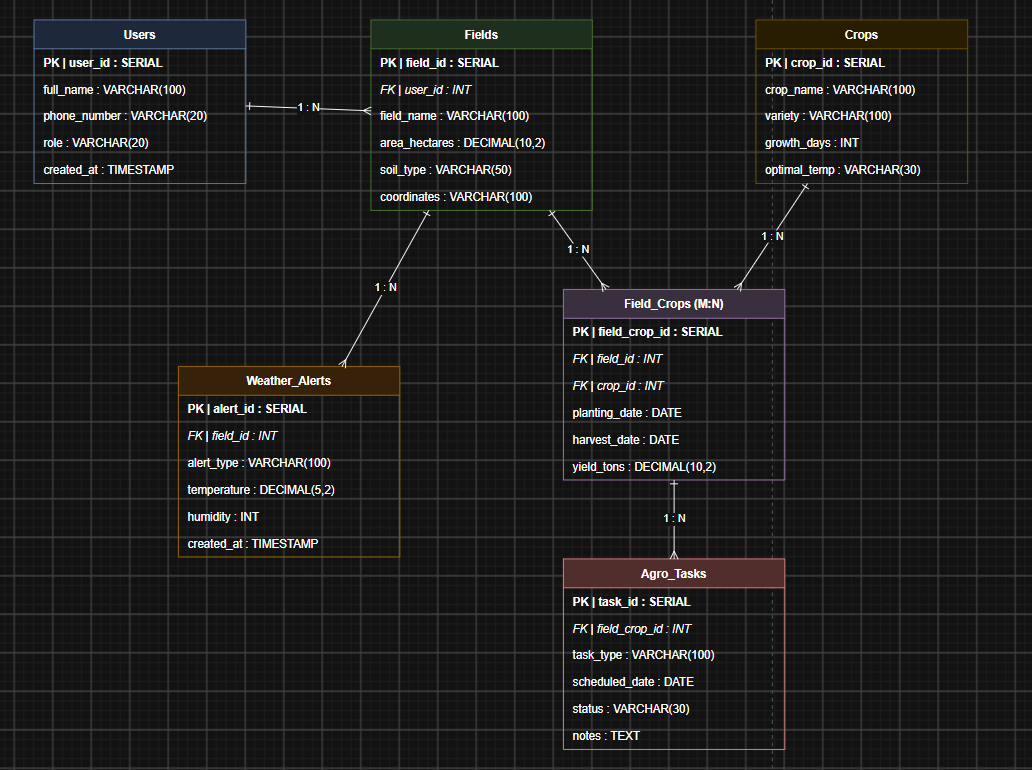 Users
PK | user_id : SERIAL
full_name : VARCHAR(100)
phone_number : VARCHAR(20)
role : VARCHAR(20)
created_at : TIMESTAMP
1 : N
Fields
PK | field_id : SERIAL
FK | user_id : INT
field_name : VARCHAR(100)
area_hectares : DECIMAL(10,2)
soil_type : VARCHAR(50)
coordinates : VARCHAR(100)
Crops
PK | crop_id : SERIAL
crop_name : VARCHAR(100)
variety : VARCHAR(100)
growth_days : INT
optimal_temp : VARCHAR(30)
1 : N
1 : N
1 : N
Weather_Alerts
PK | alert_id : SERIAL
FK | field_id : INT
alert_type : VARCHAR(100)
temperature : DECIMAL(5,2)
humidity : INT
created_at : TIMESTAMP
Field_Crops (M:N)
PK | field_crop_id : SERIAL
FK | field_id : INT
FK | crop_id : INT
planting_date : DATE
harvest_date : DATE
yield_tons : DECIMAL(10,2)
1 : N
Agro_Tasks
PK | task_id : SERIAL
FK | field_crop_id : INT
task_type : VARCHAR(100)
scheduled_date : DATE
status : VARCHAR(30)
notes : TEXT